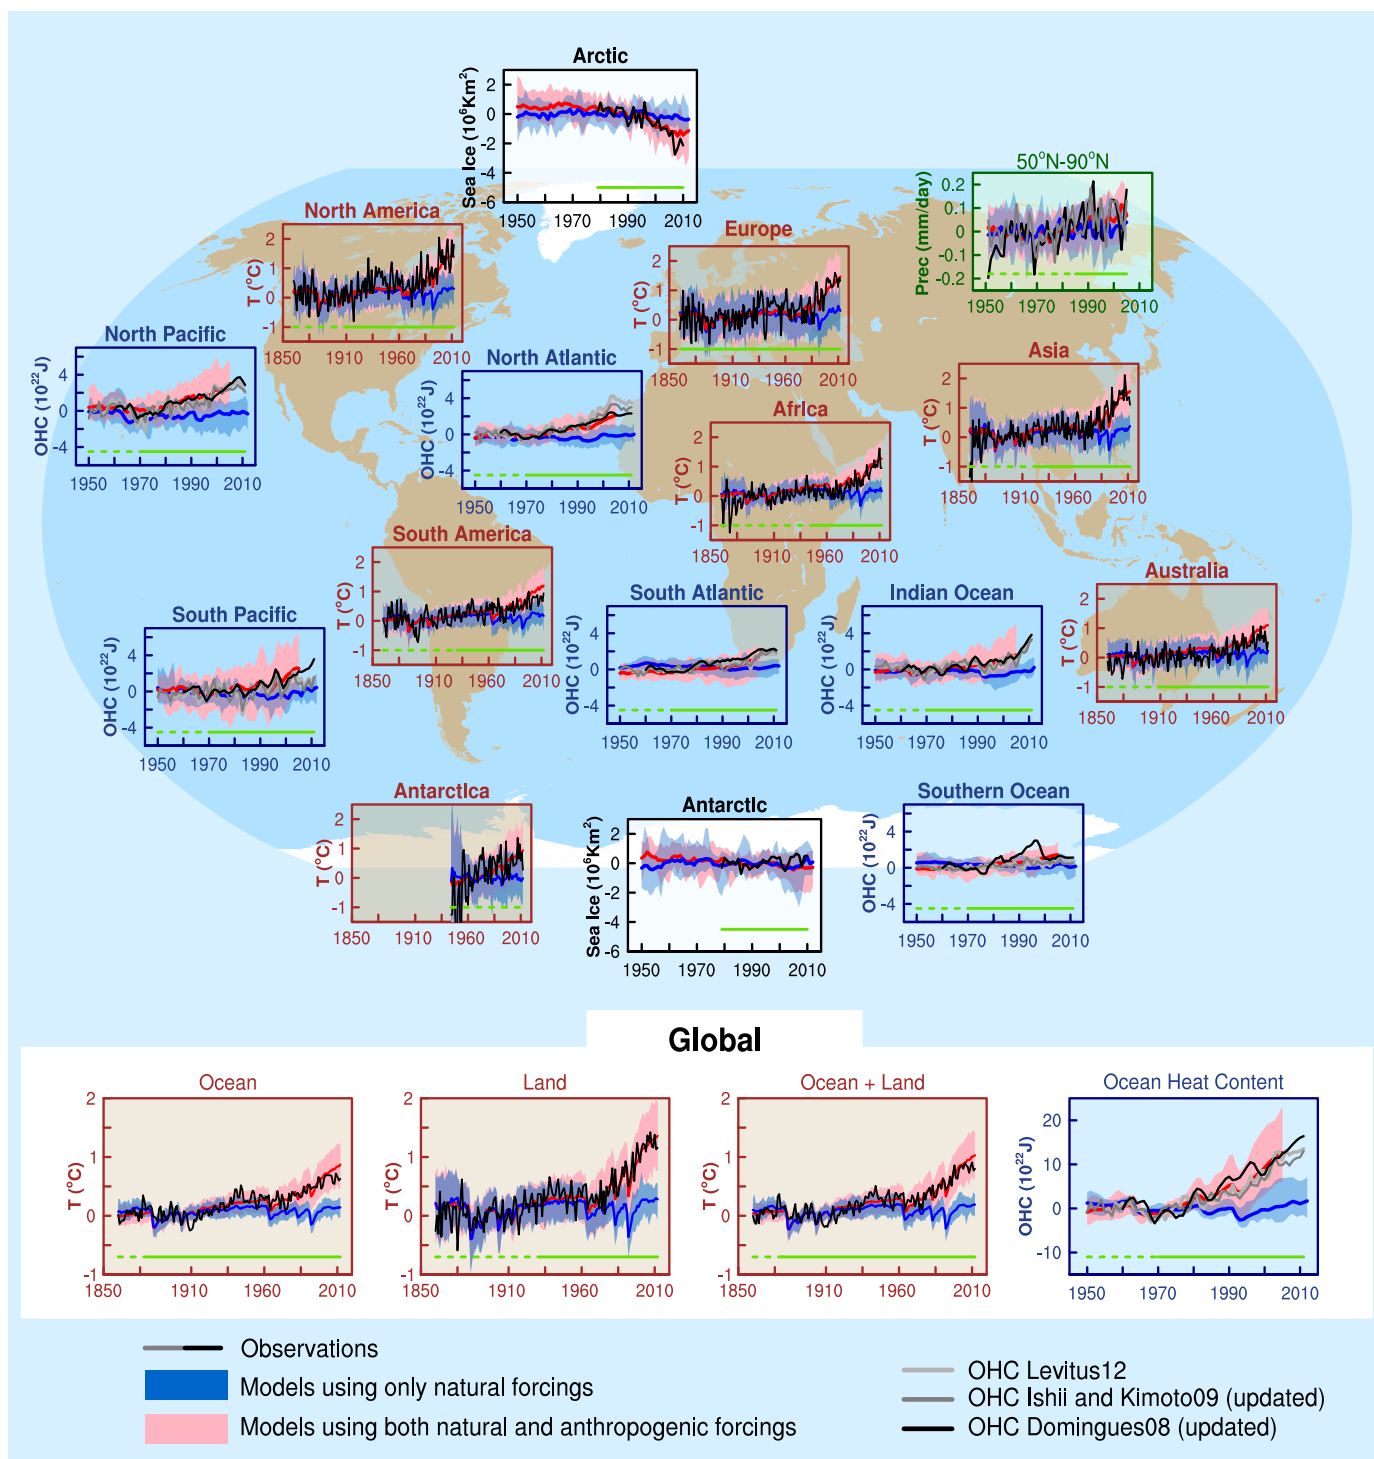 Arctic
Sea Ice (10⁶Km²)
2
0
-2
-4
-6
1950 1970 1990 2010
50°N-90°N
Prec (mm/day)
0.2
0.1
0
-0.1
-0.2
1950 1970 1990 2010
North America
T (°C)
2
1
0
-1
1850 1910 1960 2010
Europe
T (°C)
2
1
0
-1
1850 1910 1960 2010
North Pacific
OHC (10²²J)
4
0
-4
1950 1970 1990 2010
North Atlantic
OHC (10²²J)
4
0
-4
1950 1970 1990 2010
Asia
T (°C)
2
1
0
-1
1850 1910 1960 2010
Africa
T (°C)
2
1
0
-1
1850 1910 1960 2010
South America
T (°C)
2
1
0
-1
1850 1910 1960 2010
South Pacific
OHC (10²²J)
4
0
-4
1950 1970 1990 2010
South Atlantic
OHC (10²²J)
4
0
-4
1950 1970 1990 2010
Indian Ocean
OHC (10²²J)
4
0
-4
1950 1970 1990 2010
Australia
T (°C)
2
1
0
-1
1850 1910 1960 2010
Antarctica
T (°C)
2
1
0
-1
1850 1910 1960 2010
Antarctic
Sea Ice (10⁶Km²)
2
0
-2
-4
-6
1950 1970 1990 2010
Southern Ocean
OHC (10²²J)
4
0
-4
1950 1970 1990 2010
Global
Ocean
T (°C)
2
1
0
-1
1850 1910 1960 2010
Land
T (°C)
2
1
0
-1
1850 1910 1960 2010
Ocean + Land
T (°C)
2
1
0
-1
1850 1910 1960 2010
Ocean Heat Content
OHC (10²²J)
20
10
0
-10
1950 1970 1990 2010
Observations
Models using only natural forcings
Models using both natural and anthropogenic forcings
OHC Levitus12
OHC Ishii and Kimoto09 (updated)
OHC Domingues08 (updated)